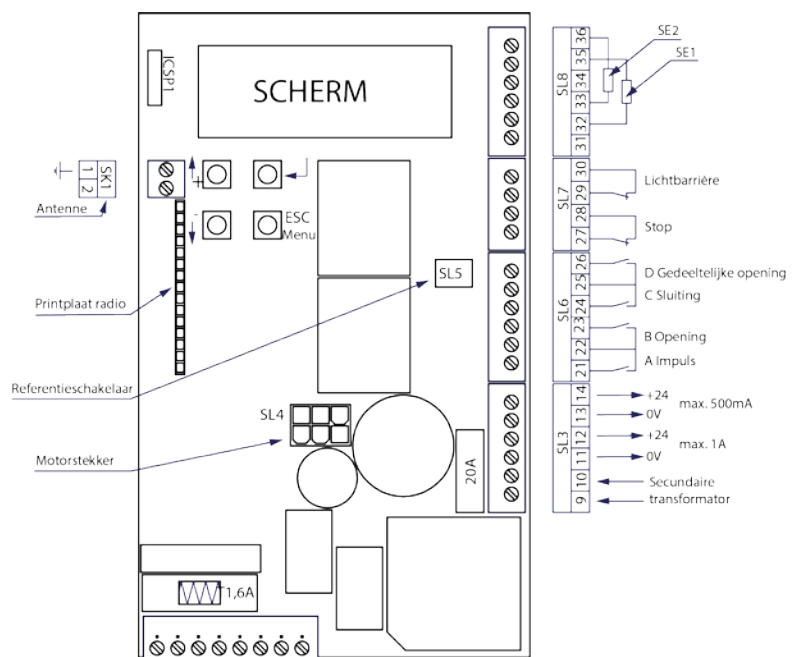 SCHERM
ICSP1
SK1
1
2
Antenne
+
-
ESC
Menu
Printplaat radio
SL5
Referentieschakelaar
SL4
Motorstekker
20A
1,6A
SL8
36
35
34
33
32
31
SE2
SE1
SL7
30
29
28
27
Lichtbarrière
Stop
SL6
26
25
24
23
22
21
D Gedeeltelijke opening
C Sluiting
B Opening
A Impuls
SL3
14
13
12
11
10
9
+24
max. 500mA
0V
+24
max. 1A
0V
Secundaire
transformator